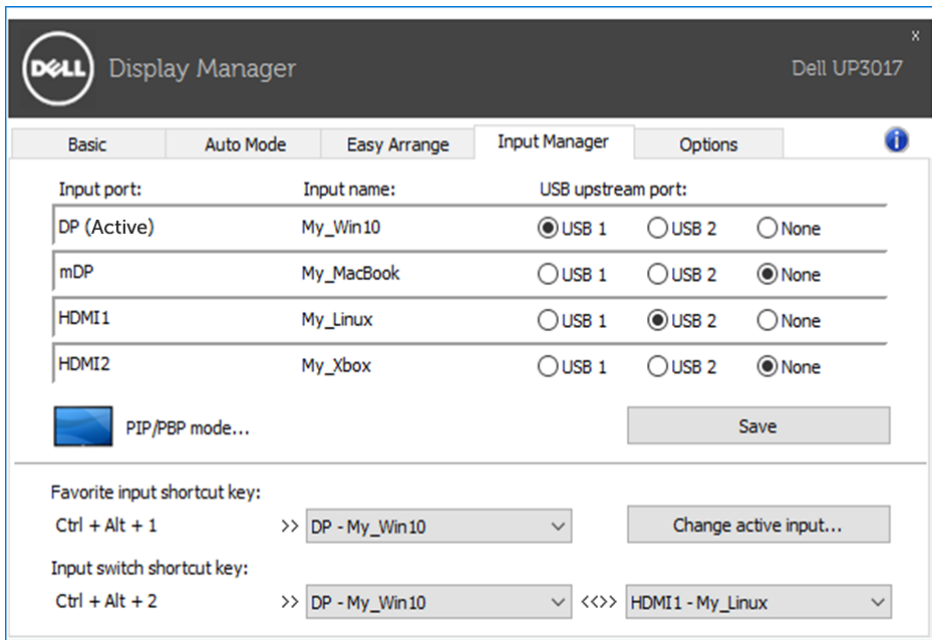 x
DELL Display Manager Dell UP3017
Basic Auto Mode Easy Arrange Input Manager Options i
Input port: Input name: USB upstream port:
DP (Active) My_Win10 USB 1 USB 2 None
mDP My_MacBook USB 1 USB 2 None
HDMI1 My_Linux USB 1 USB 2 None
HDMI2 My_Xbox USB 1 USB 2 None
PIP/PBP mode... Save
Favorite input shortcut key:
Ctrl + Alt + 1 >> DP - My_Win10 Change active input...
Input switch shortcut key:
Ctrl + Alt + 2 >> DP - My_Win10 <<>> HDMI1 - My_Linux